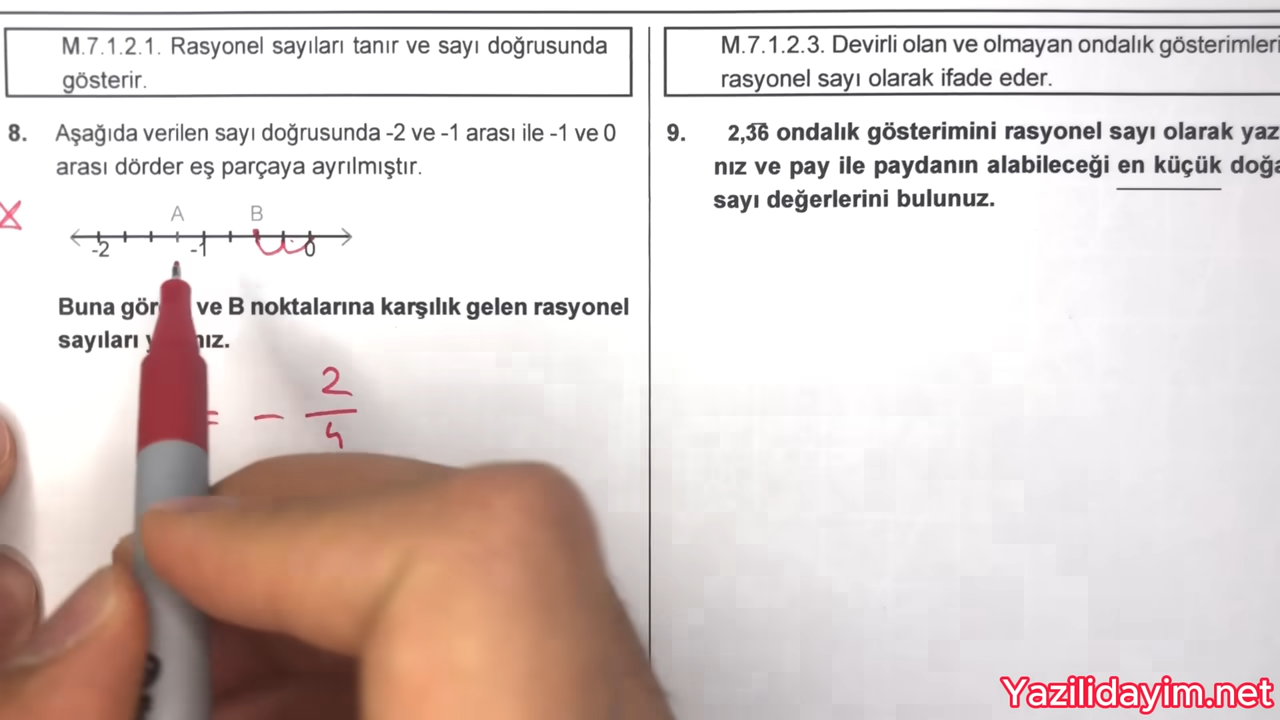 M.7.1.2.1. Rasyonel sayıları tanır ve sayı doğrusunda
gösterir.
8. Aşağıda verilen sayı doğrusunda -2 ve -1 arası ile -1 ve 0
arası dörder eş parçaya ayrılmıştır.
A B
-2 -1 0
Buna gör ve B noktalarına karşılık gelen rasyonel
sayıları nız.
= - 2/4
M.7.1.2.3. Devirli olan ve olmayan ondalık gösterimleri
rasyonel sayı olarak ifade eder.
9. 2,3̅6̅ ondalık gösterimini rasyonel sayı olarak yaz
nız ve pay ile paydanın alabileceği en küçük doğa
sayı değerlerini bulunuz.
Yazilidayim.net